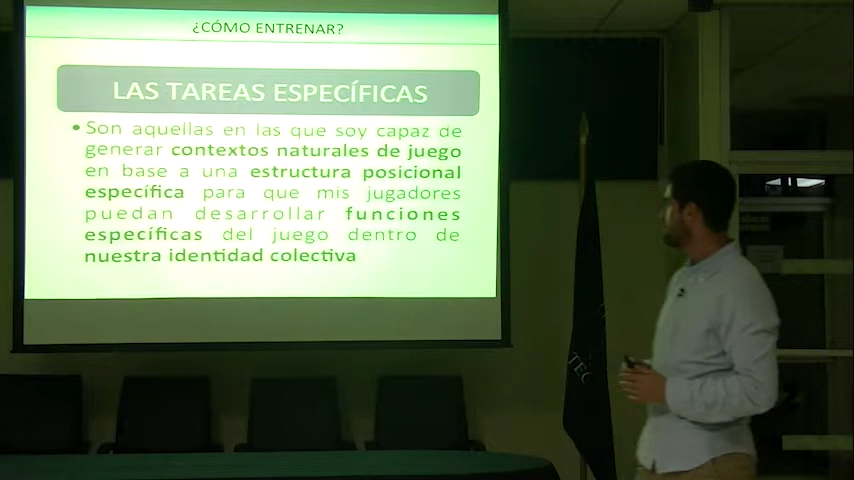 ¿CÓMO ENTRENAR?
LAS TAREAS ESPECÍFICAS
• Son aquellas en las que soy capaz de
generar contextos naturales de juego
en base a una estructura posicional
específica para que mis jugadores
puedan desarrollar funciones
específicas del juego dentro de
nuestra identidad colectiva
TEC